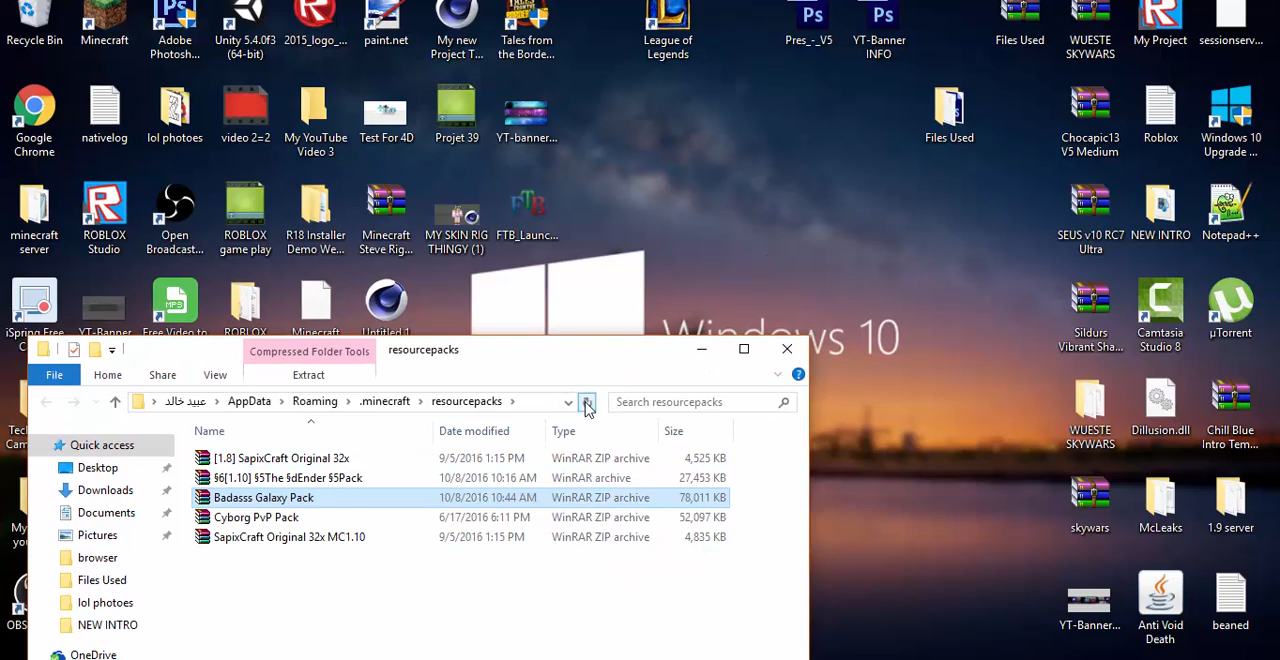 Recycle Bin
Minecraft
Adobe Photosh...
Unity 5.4.0f3 (64-bit)
2015_logo_...
paint.net
My new Project T...
Tales from the Borde...
League of Legends
Pres_-_V5
YT-Banner INFO
Files Used
WUESTE SKYWARS
My Project
sessionserv...
Google Chrome
nativelog
lol photoes
video 2=2
My YouTube Video 3
Test For 4D
Projet 39
YT-banner...
Files Used
Chocapic13 V5 Medium
Roblox
Windows 10 Upgrade ...
minecraft server
ROBLOX Studio
Open Broadcast...
ROBLOX game play
R18 Installer Demo We...
Minecraft Steve Rig...
MY SKIN RIG THINGY (1)
FTB_Launc...
SEUS v10 RC7 Ultra
NEW INTRO
Notepad++
iSpring Free
YT-Banner
Free Video to
ROBLOX
Minecraft
Untitled 1
Windows 10
Sildurs Vibrant Sha...
Camtasia Studio 8
µTorrent
WUESTE SKYWARS
Dillusion.dll
Chill Blue Intro Tem...
skywars
McLeaks
1.9 server
YT-Banner...
Anti Void Death
beaned
Compressed Folder Tools
resourcepacks
File
Home
Share
View
Extract
عبيد خالد
AppData
Roaming
.minecraft
resourcepacks
Search resourcepacks
Name
Date modified
Type
Size
[1.8] SapixCraft Original 32x 9/5/2016 1:15 PM WinRAR ZIP archive 4,525 KB
§6[1.10] §5The §dEnder §5Pack 10/8/2016 10:16 AM WinRAR archive 27,453 KB
Badasss Galaxy Pack 10/8/2016 10:44 AM WinRAR ZIP archive 78,011 KB
Cyborg PvP Pack 6/17/2016 6:11 PM WinRAR ZIP archive 52,097 KB
SapixCraft Original 32x MC1.10 9/5/2016 1:15 PM WinRAR ZIP archive 4,835 KB
Quick access
Desktop
Downloads
Documents
Pictures
browser
Files Used
lol photoes
NEW INTRO
OneDrive